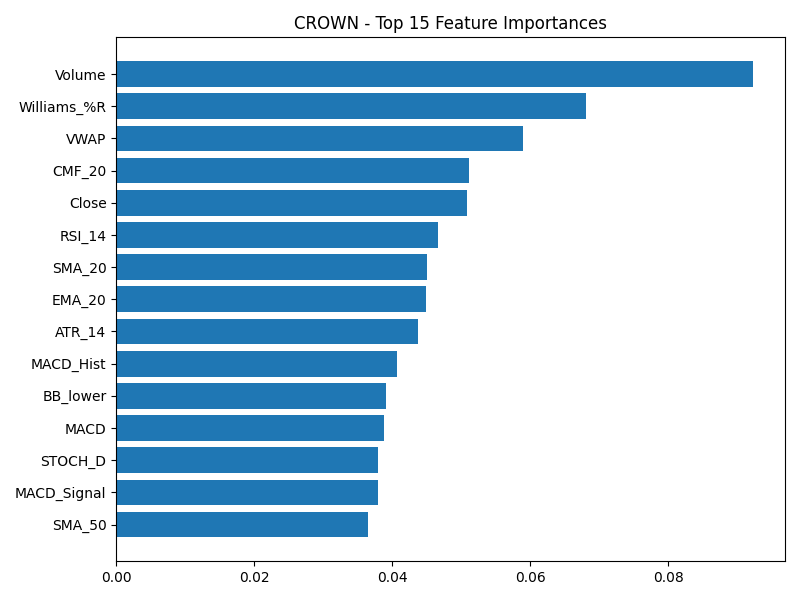 CROWN - Top 15 Feature Importances
Volume
Williams_%R
VWAP
CMF_20
Close
RSI_14
SMA_20
EMA_20
ATR_14
MACD_Hist
BB_lower
MACD
STOCH_D
MACD_Signal
SMA_50
0.00 0.02 0.04 0.06 0.08